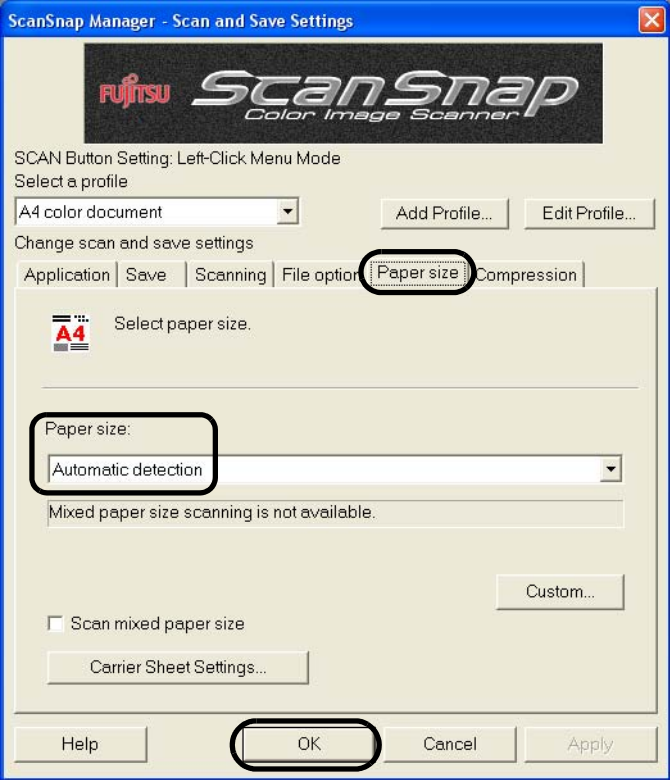 ScanSnap Manager - Scan and Save Settings
FUJITSU ScanSnap
Color Image Scanner
SCAN Button Setting: Left-Click Menu Mode
Select a profile
A4 color document Add Profile... Edit Profile...
Change scan and save settings
Application Save Scanning File option Paper size Compression
A4 Select paper size.
Paper size:
Automatic detection
Mixed paper size scanning is not available.
Custom...
Scan mixed paper size
Carrier Sheet Settings...
Help OK Cancel Apply